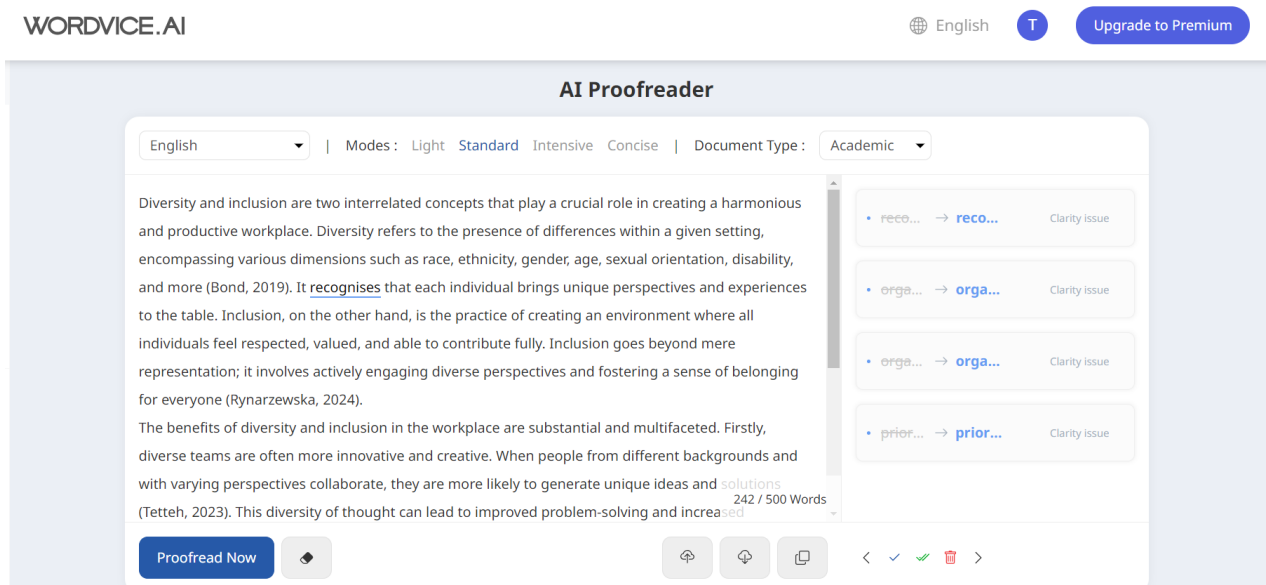 WORDVICE.AI
English
T
Upgrade to Premium
AI Proofreader
English | Modes : Light Standard Intensive Concise | Document Type : Academic
Diversity and inclusion are two interrelated concepts that play a crucial role in creating a harmonious
and productive workplace. Diversity refers to the presence of differences within a given setting,
encompassing various dimensions such as race, ethnicity, gender, age, sexual orientation, disability,
and more (Bond, 2019). It recognises that each individual brings unique perspectives and experiences
to the table. Inclusion, on the other hand, is the practice of creating an environment where all
individuals feel respected, valued, and able to contribute fully. Inclusion goes beyond mere
representation; it involves actively engaging diverse perspectives and fostering a sense of belonging
for everyone (Rynarzewska, 2024).
The benefits of diversity and inclusion in the workplace are substantial and multifaceted. Firstly,
diverse teams are often more innovative and creative. When people from different backgrounds and
with varying perspectives collaborate, they are more likely to generate unique ideas and solutions
(Tetteh, 2023). This diversity of thought can lead to improved problem-solving and increased
242 / 500 Words
reco... → reco... Clarity issue
orga... → orga... Clarity issue
orga... → orga... Clarity issue
prior... → prior... Clarity issue
Proofread Now